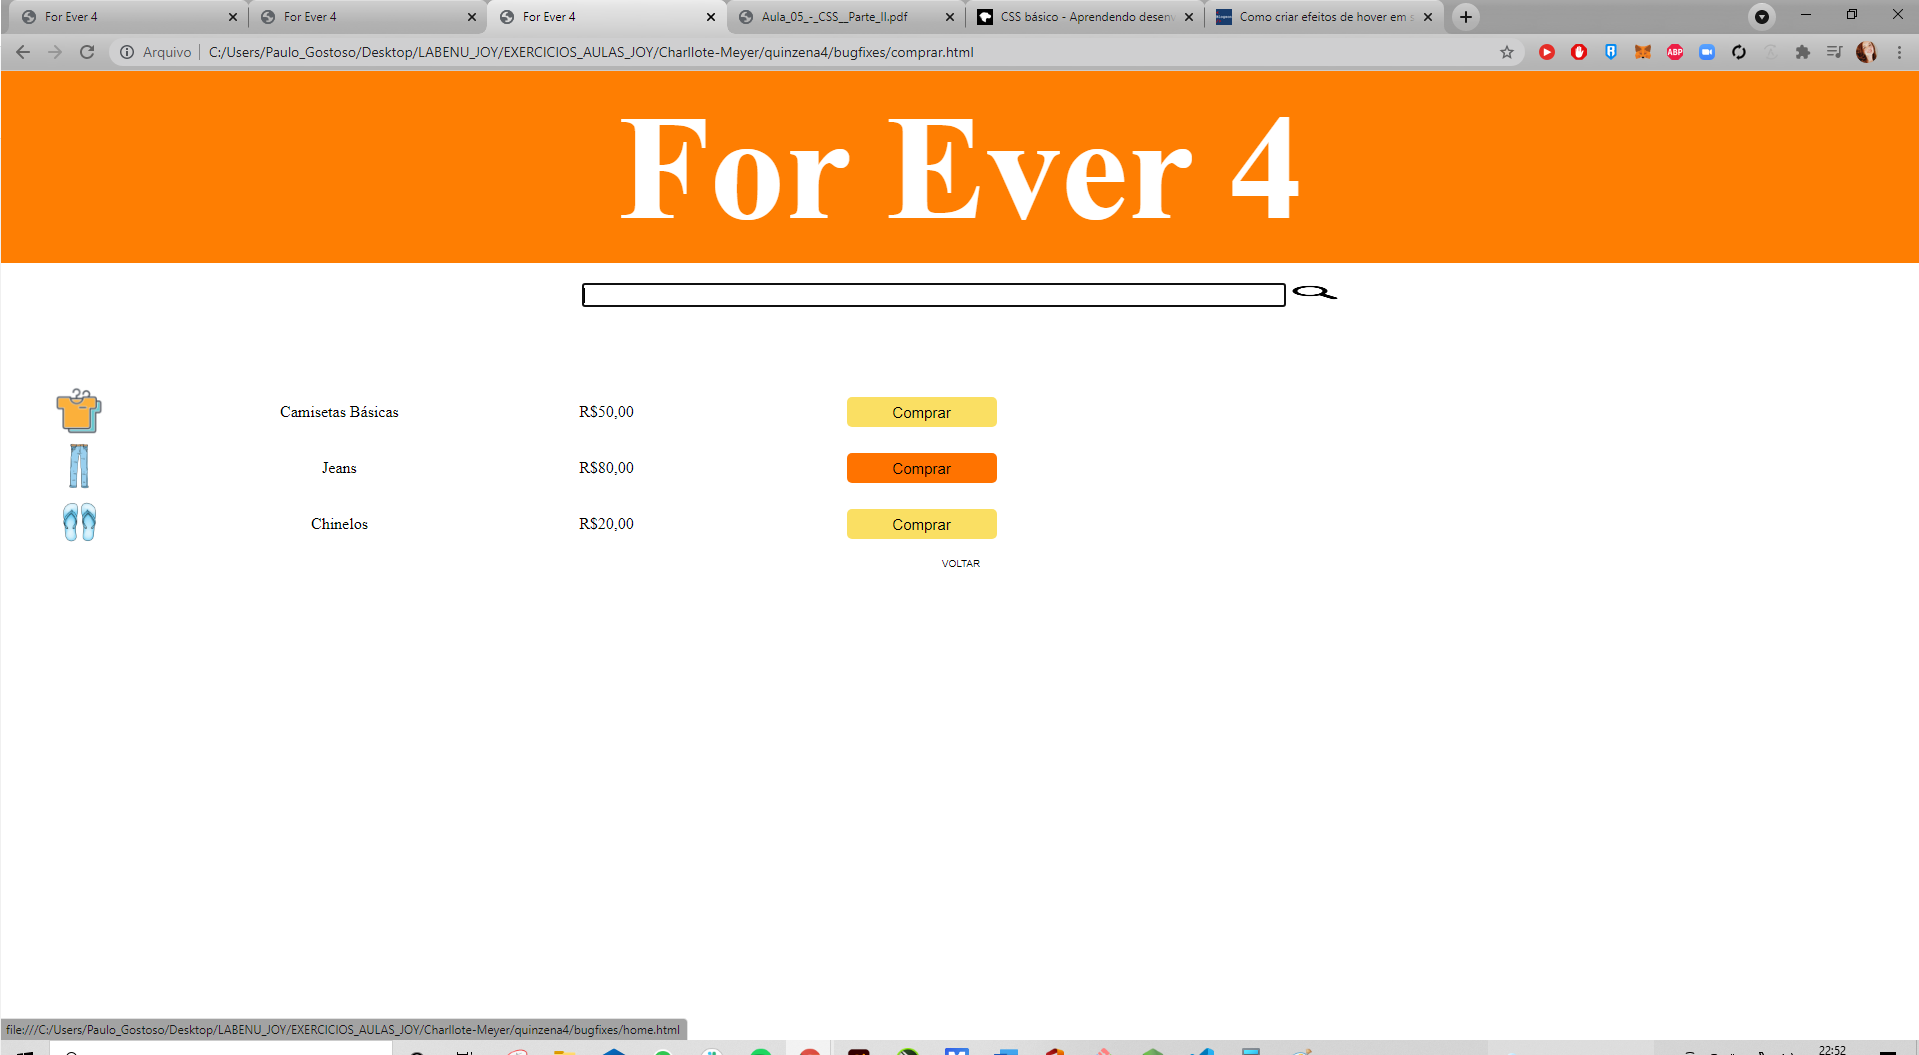 For Ever 4
For Ever 4
For Ever 4
Aula_05_-_CSS__Parte_II.pdf
CSS básico - Aprendendo desen
Como criar efeitos de hover em s
Arquivo
C:/Users/Paulo_Gostoso/Desktop/LABENU_JOY/EXERCICIOS_AULAS_JOY/Charllote-Meyer/quinzena4/bugfixes/comprar.html
ABP
For Ever 4
Camisetas Básicas R$50,00 Comprar
Jeans R$80,00 Comprar
Chinelos R$20,00 Comprar
VOLTAR
file:///C:/Users/Paulo_Gostoso/Desktop/LABENU_JOY/EXERCICIOS_AULAS_JOY/Charllote-Meyer/quinzena4/bugfixes/home.html
22:52